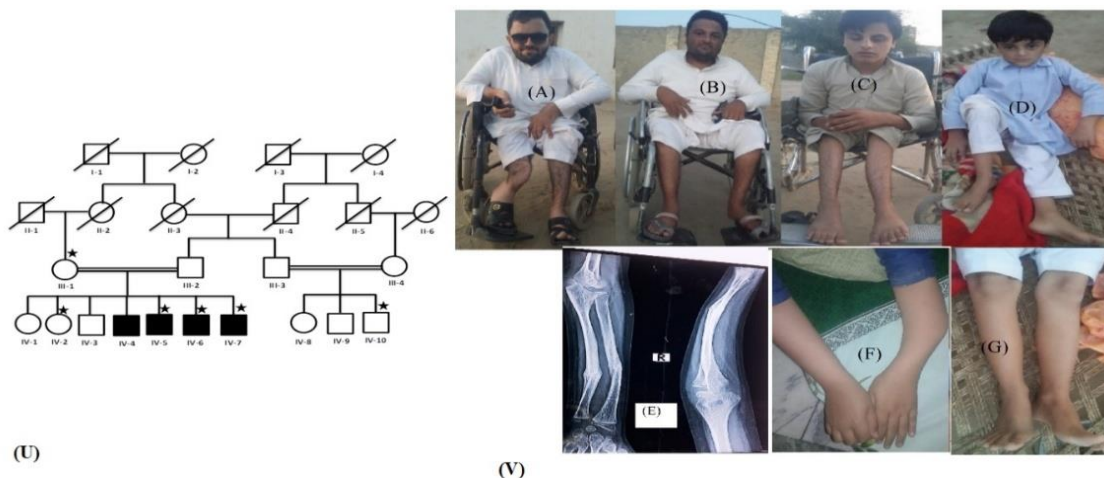 I-1 I-2 I-3 I-4
II-1 II-2 II-3 II-4 II-5 II-6
III-1 III-2 III-3 III-4
IV-1 IV-2 IV-3 IV-4 IV-5 IV-6 IV-7 IV-8 IV-9 IV-10
(U)
(A) (B) (C) (D)
R
(E) (F) (G)
(V)